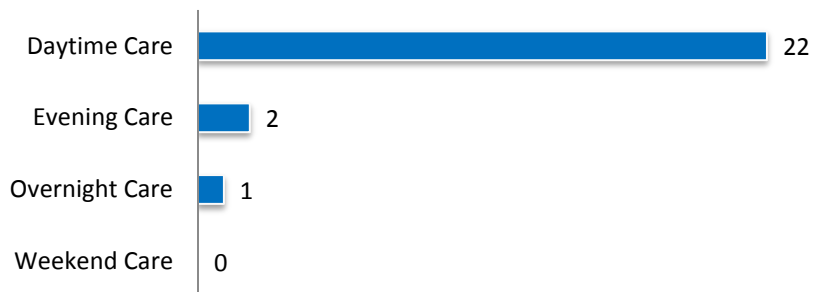 Daytime Care 22
Evening Care 2
Overnight Care 1
Weekend Care 0